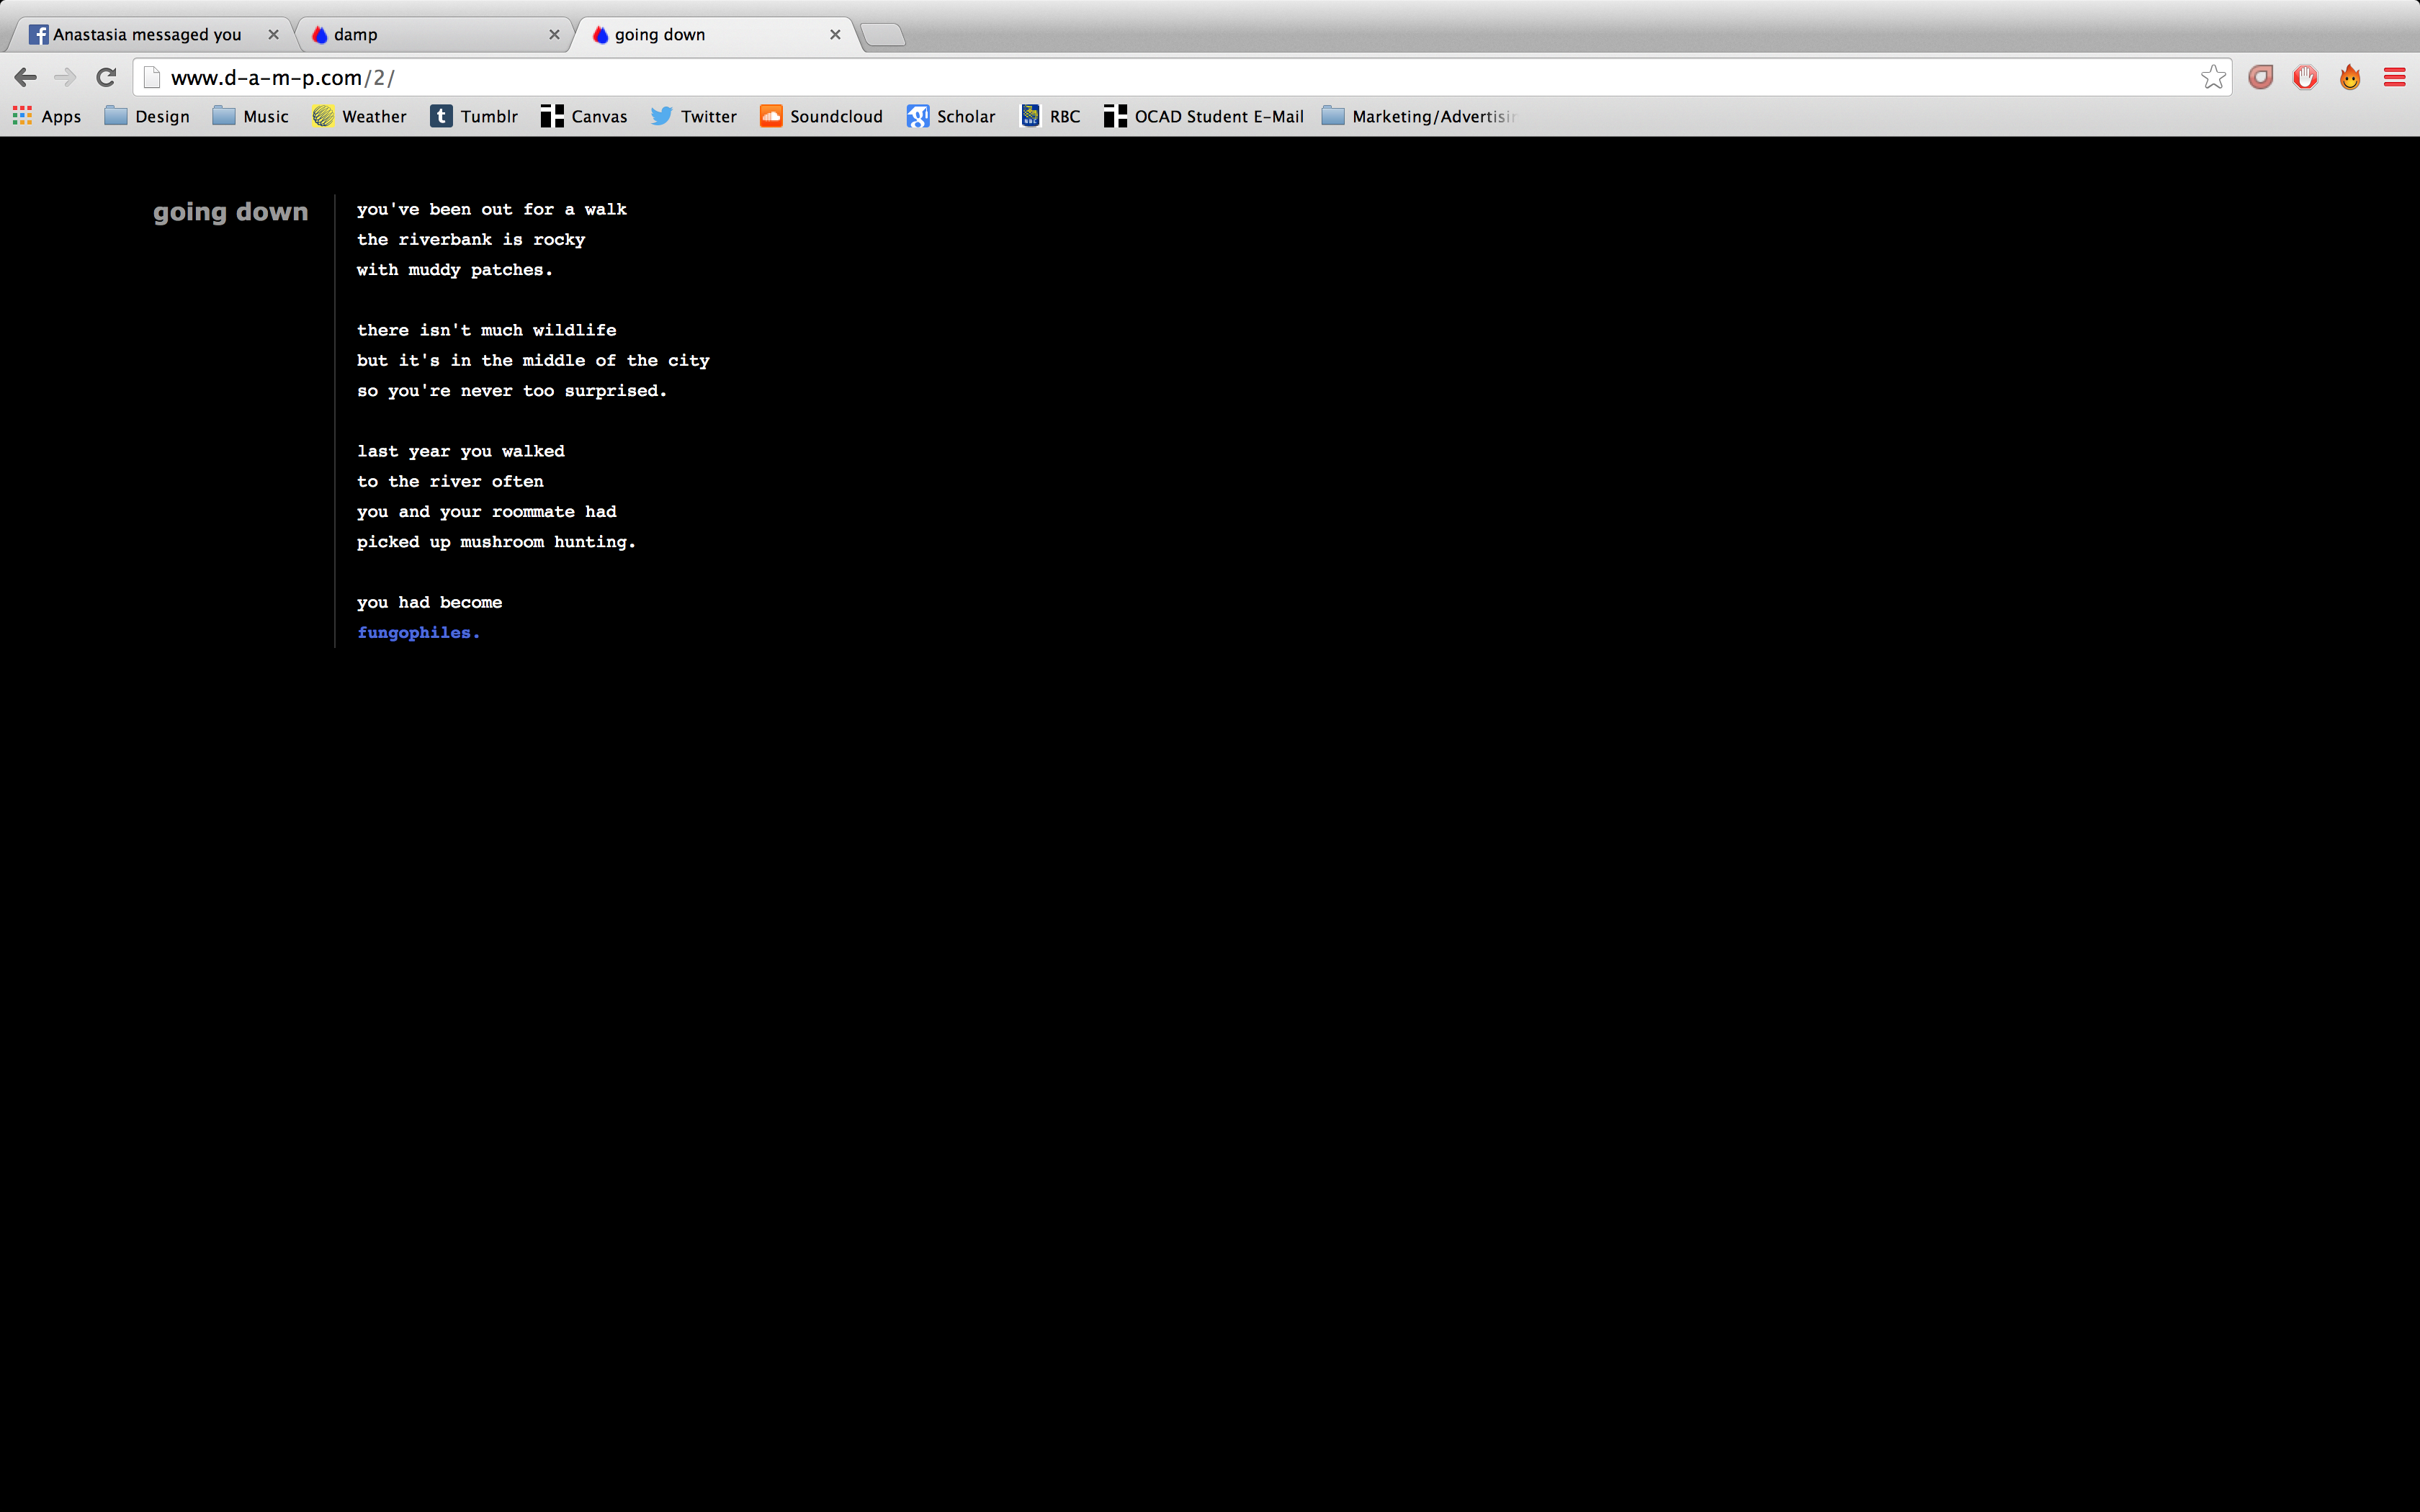 Anastasia messaged you
damp
going down
www.d-a-m-p.com/2/
Apps Design Music Weather Tumblr Canvas Twitter Soundcloud Scholar RBC OCAD Student E-Mail Marketing/Advertisin
going down
you've been out for a walk
the riverbank is rocky
with muddy patches.
there isn't much wildlife
but it's in the middle of the city
so you're never too surprised.
last year you walked
to the river often
you and your roommate had
picked up mushroom hunting.
you had become
fungophiles.